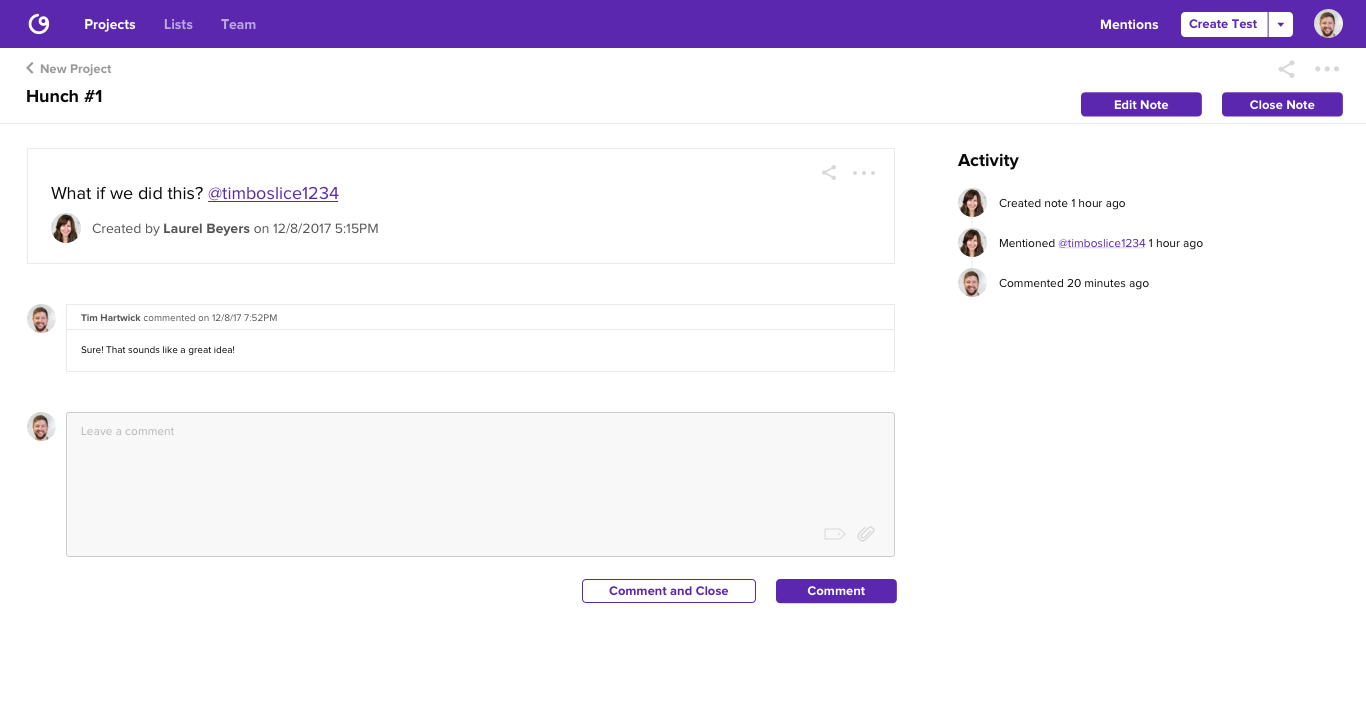 Projects Lists Team Mentions Create Test
New Project
Hunch #1
Edit Note Close Note
What if we did this? @timboslice1234
Created by Laurel Beyers on 12/8/2017 5:15PM
Tim Hartwick commented on 12/8/17 7:52PM
Sure! That sounds like a great idea!
Leave a comment
Comment and Close Comment
Activity
Created note 1 hour ago
Mentioned @timboslice1234 1 hour ago
Commented 20 minutes ago